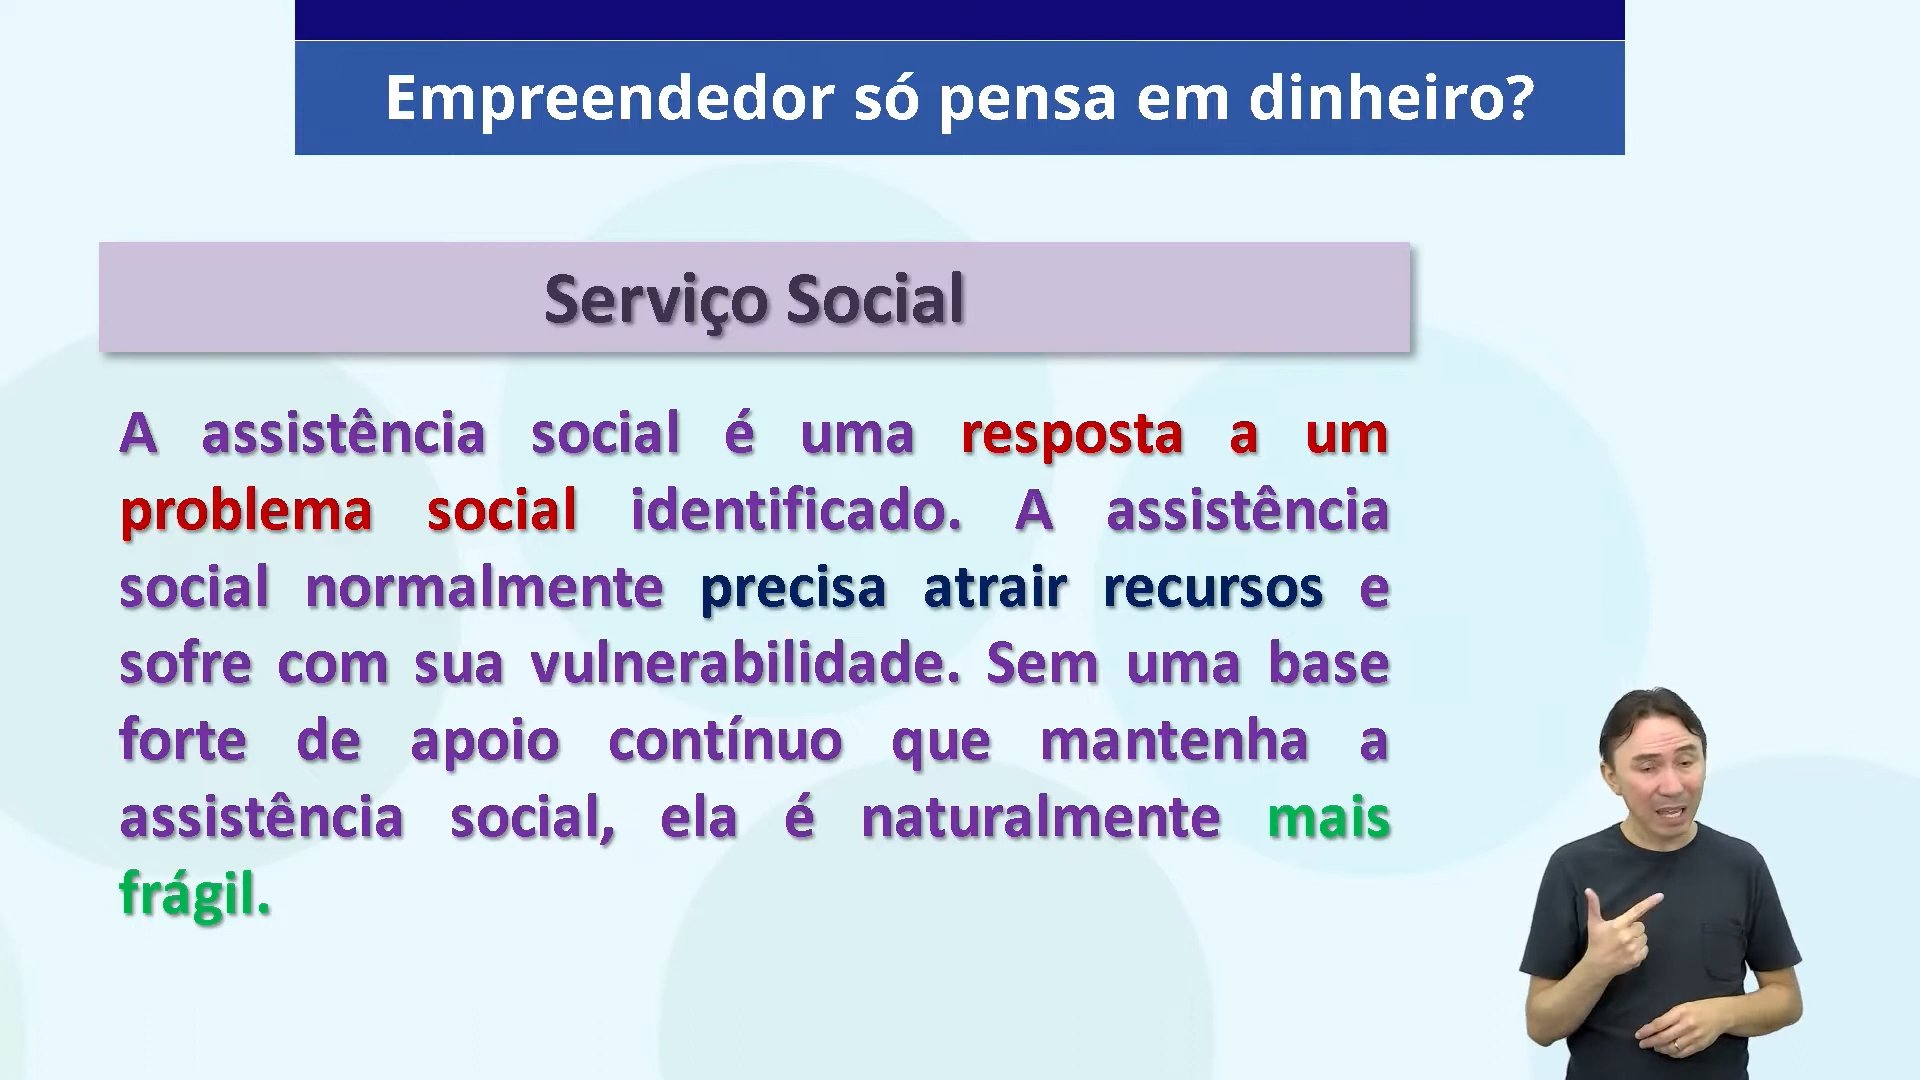 Empreendedor só pensa em dinheiro?
Serviço Social
A assistência social é uma resposta a um
problema social identificado. A assistência
social normalmente precisa atrair recursos e
sofre com sua vulnerabilidade. Sem uma base
forte de apoio contínuo que mantenha a
assistência social, ela é naturalmente mais
frágil.